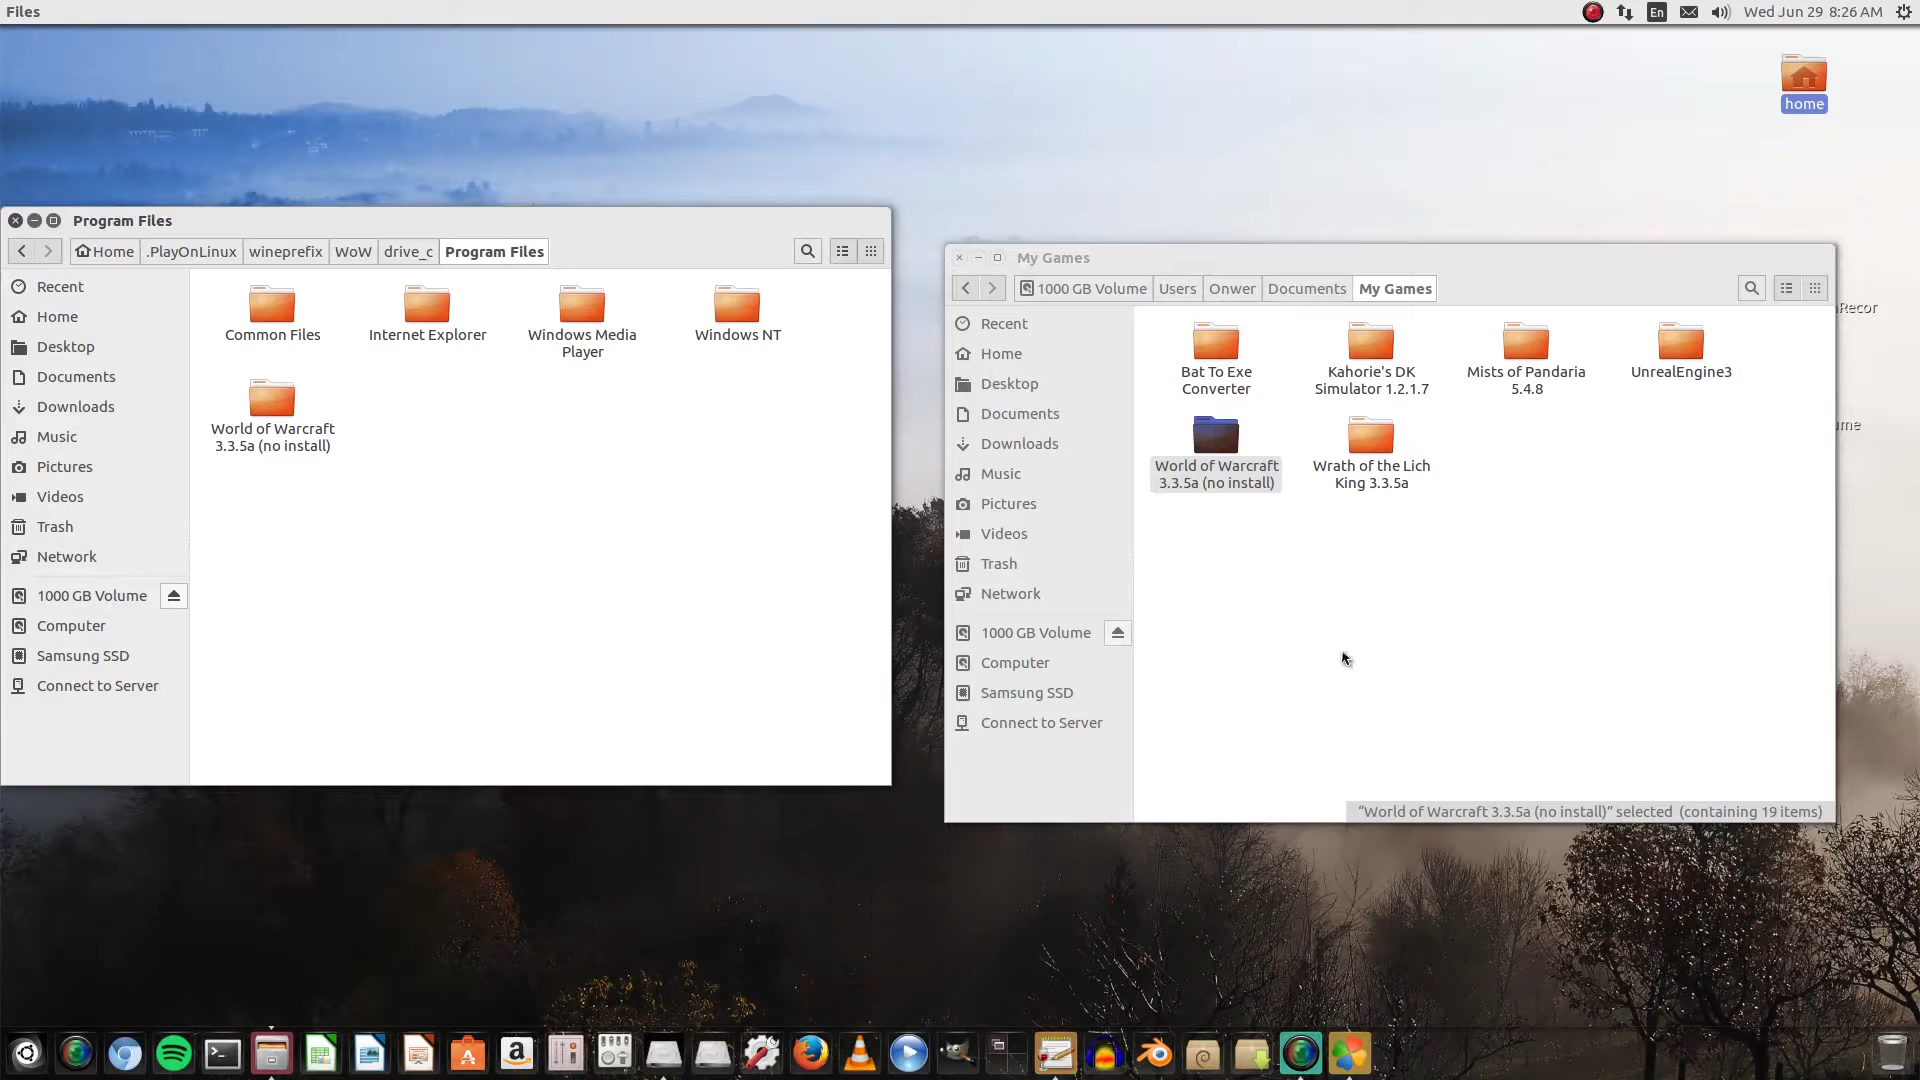 Files
En
Wed Jun 29 8:26 AM
home
Program Files
Home
.PlayOnLinux
wineprefix
WoW
drive_c
Program Files
Recent
Home
Desktop
Documents
Downloads
Music
Pictures
Videos
Trash
Network
1000 GB Volume
Computer
Samsung SSD
Connect to Server
Common Files
Internet Explorer
Windows Media
Player
Windows NT
World of Warcraft
3.3.5a (no install)
My Games
1000 GB Volume
Users
Onwer
Documents
My Games
Recent
Home
Desktop
Documents
Downloads
Music
Pictures
Videos
Trash
Network
1000 GB Volume
Computer
Samsung SSD
Connect to Server
Bat To Exe
Converter
Kahorie's DK
Simulator 1.2.1.7
Mists of Pandaria
5.4.8
UnrealEngine3
World of Warcraft
3.3.5a (no install)
Wrath of the Lich
King 3.3.5a
“World of Warcraft 3.3.5a (no install)” selected (containing 19 items)